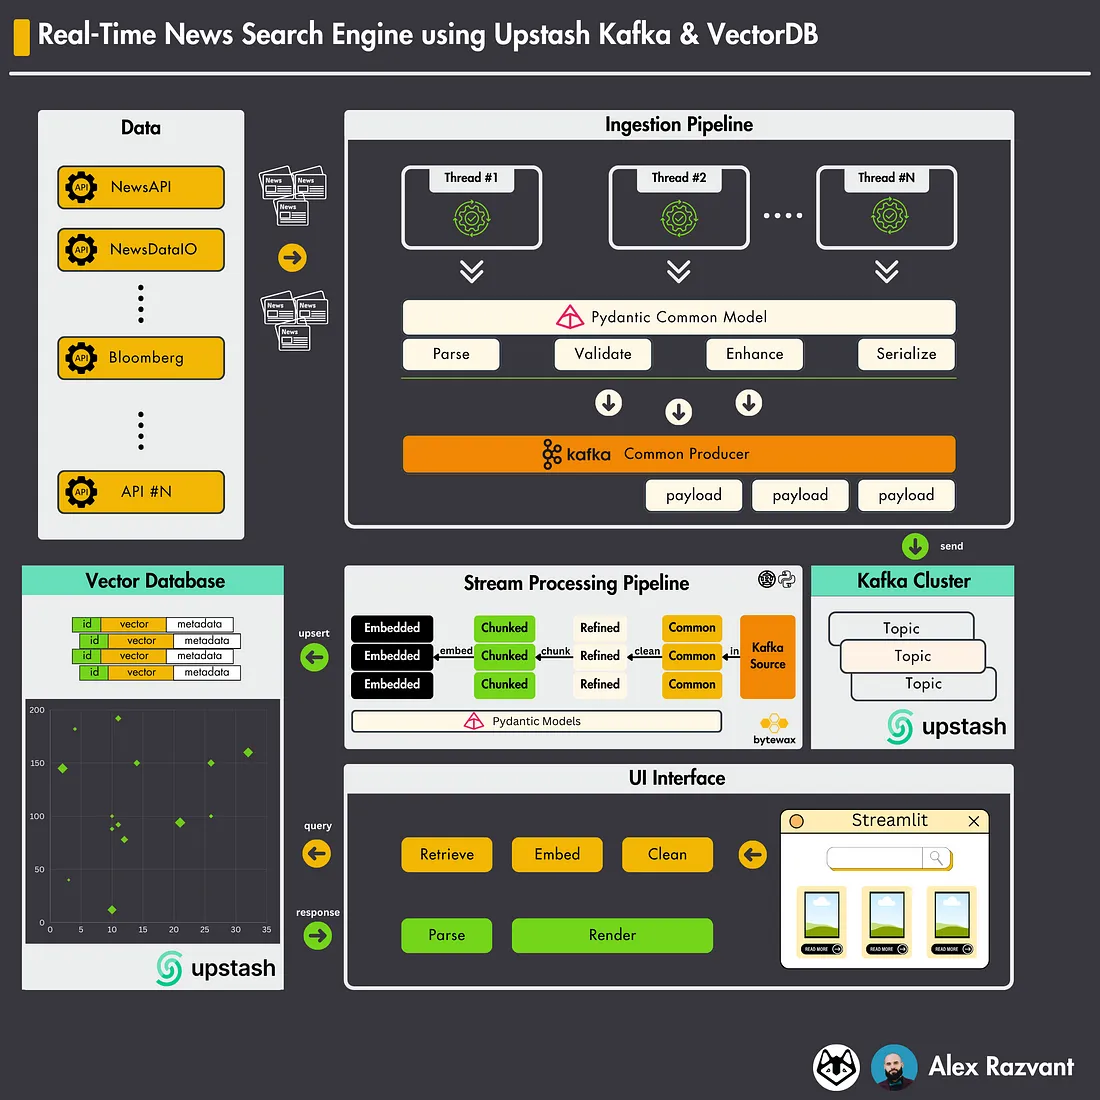 Real-Time News Search Engine using Upstash Kafka & VectorDB
Data
API NewsAPI
API NewsDataIO
API Bloomberg
API API #N
News News
News
News News
News
Ingestion Pipeline
Thread #1
Thread #2
Thread #N
Pydantic Common Model
Parse
Validate
Enhance
Serialize
kafka Common Producer
payload
payload
payload
send
Vector Database
id vector metadata
id vector metadata
id vector metadata
id vector metadata
200
150
100
50
0
0 5 10 15 20 25 30 35
upstash
upsert
Stream Processing Pipeline
Embedded Chunked Refined Common
Embedded embed Chunked chunk Refined clean Common in
Embedded Chunked Refined Common
Kafka
Source
Pydantic Models
bytewax
Kafka Cluster
Topic
Topic
Topic
upstash
query
response
UI Interface
Retrieve
Embed
Clean
Parse
Render
Streamlit
READ MORE
READ MORE
READ MORE
Alex Razvant